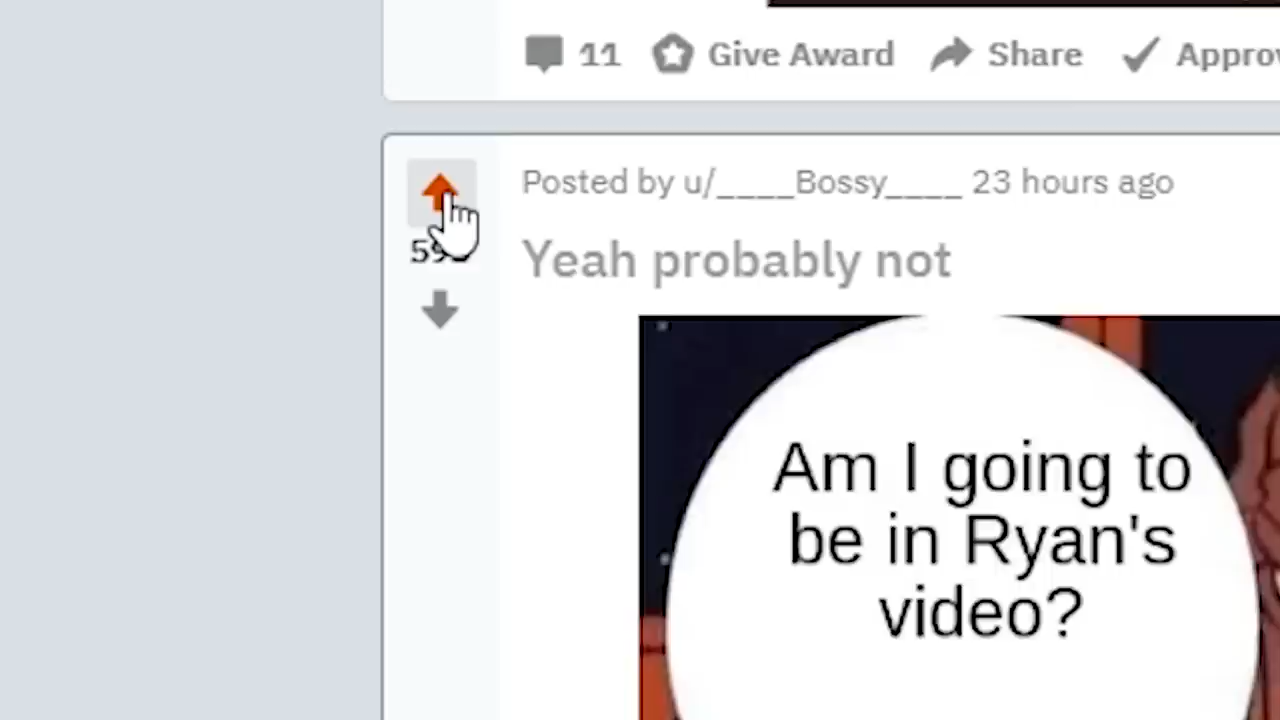 11 Give Award Share
Posted by u/____Bossy____ 23 hours ago
Yeah probably not
Am I going to
be in Ryan's
video?